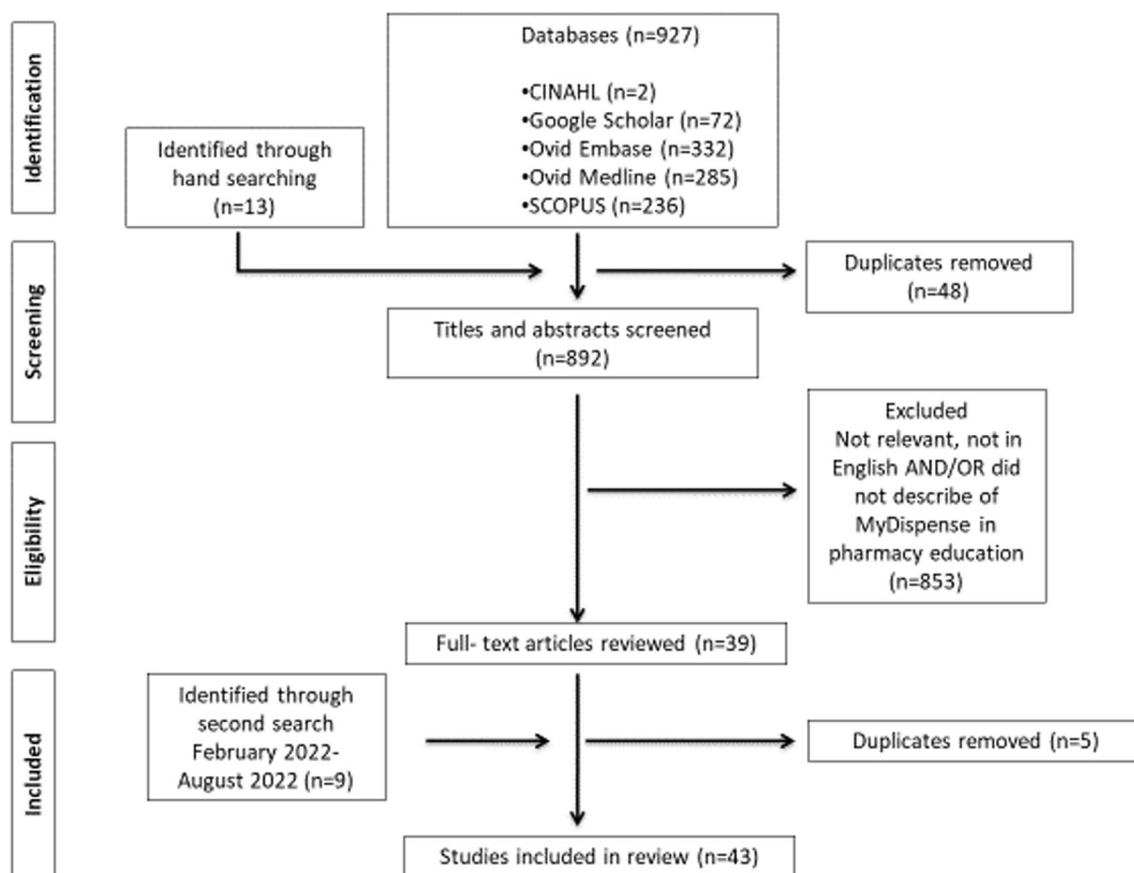 Identification
Databases (n=927)
•CINAHL (n=2)
•Google Scholar (n=72)
•Ovid Embase (n=332)
•Ovid Medline (n=285)
•SCOPUS (n=236)
Identified through
hand searching
(n=13)
Screening
Duplicates removed
(n=48)
Titles and abstracts screened
(n=892)
Eligibility
Excluded
Not relevant, not in
English AND/OR did
not describe of
MyDispense in
pharmacy education
(n=853)
Full- text articles reviewed (n=39)
Included
Identified through
second search
February 2022-
August 2022 (n=9)
Duplicates removed (n=5)
Studies included in review (n=43)